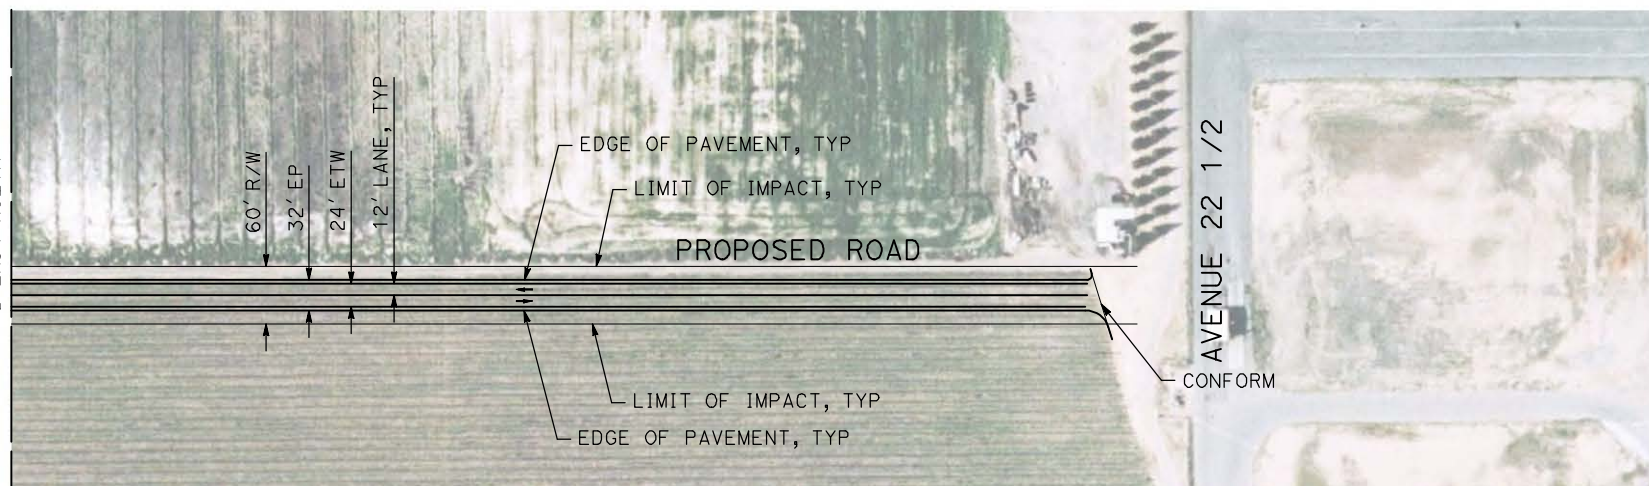 60' R/W
32' EP
24' ETW
12' LANE, TYP
EDGE OF PAVEMENT, TYP
LIMIT OF IMPACT, TYP
PROPOSED ROAD
AVENUE 22 1/2
CONFORM
LIMIT OF IMPACT, TYP
EDGE OF PAVEMENT, TYP